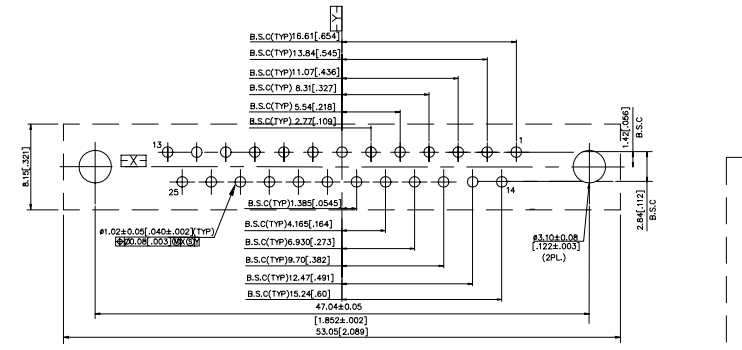 Y
B.S.C(TYP)16.61[.654]
B.S.C(TYP)13.84[.545]
B.S.C(TYP)11.07[.436]
B.S.C(TYP) 8.31[.327]
B.S.C(TYP) 5.54[.218]
B.S.C(TYP) 2.77[.109]
1.42[.056]
B.S.C
13
X
1
8.15[.321]
25
14
2.84[.112]
B.S.C
B.S.C(TYP)1.385[.0545]
ø1.02±0.05[.040±.002](TYP)
B.S.C(TYP)4.165[.164]
⌖Ø0.08[.003]ⓂXⓈY
B.S.C(TYP)6.930[.273]
ø3.10±0.08
[.122±.003]
(2PL.)
B.S.C(TYP)9.70[.382]
B.S.C(TYP)12.47[.491]
B.S.C(TYP)15.24[.60]
47.04±0.05
[1.852±.002]
53.05[2.089]